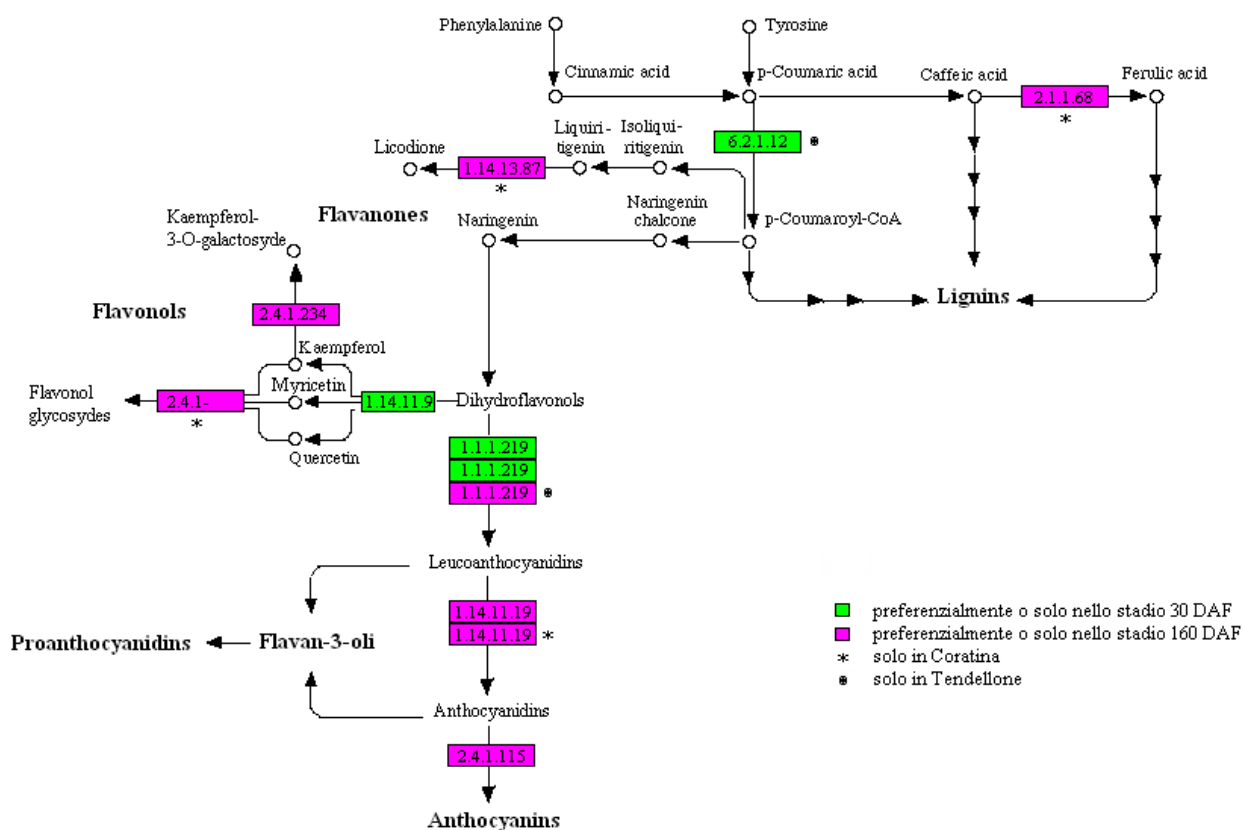 Phenylalanine
Tyrosine
Cinnamic acid
p-Coumaric acid
Caffeic acid
Ferulic acid
2.1.1.68
*
6.2.1.12
Licodione
1.14.13.87
*
Liquiri-
tigenin
Isoliqui-
ritigenin
Flavanones
Naringenin
Naringenin
chalcone
p-Coumaroyl-CoA
Kaempferol-
3-O-galactosyde
Flavonols
2.4.1.234
Lignins
Kaempferol
Flavonol
glycosydes
2.4.1-
*
Myricetin
1.14.11.9
Dihydroflavonols
Quercetin
1.1.1.219
1.1.1.219
1.1.1.219
Leucoanthocyanidins
1.14.11.19
1.14.11.19 *
Proanthocyanidins
Flavan-3-oli
Anthocyanidins
2.4.1.115
Anthocyanins
preferenzialmente o solo nello stadio 30 DAF
preferenzialmente o solo nello stadio 160 DAF
* solo in Coratina
solo in Tendellone